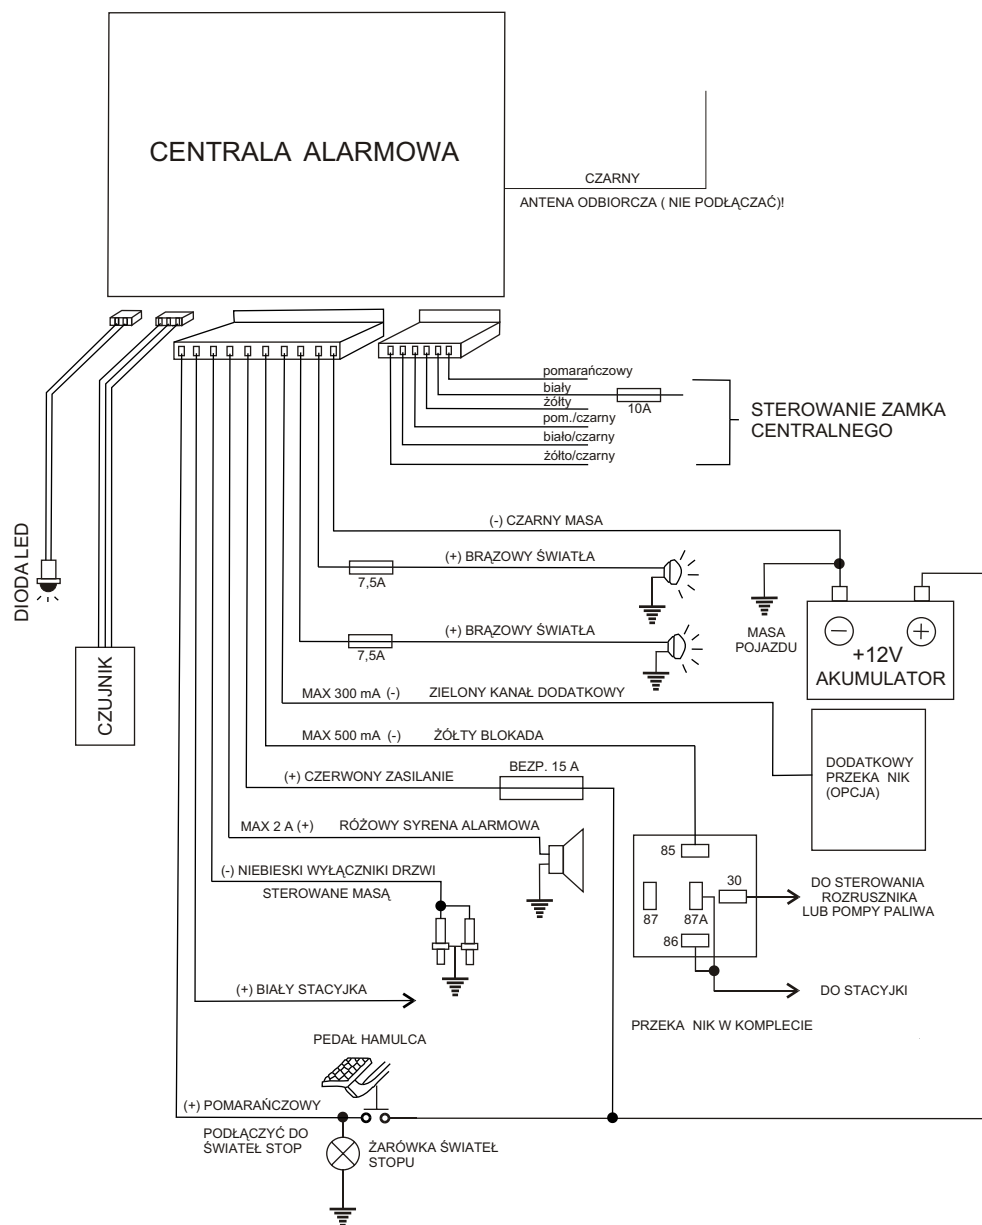 CENTRALA ALARMOWA
CZARNY
ANTENA ODBIORCZA ( NIE PODŁĄCZAĆ)!
pomarańczowy
biały
10A
żółty
pom./czarny
biało/czarny
żółto/czarny
STEROWANIE ZAMKA
CENTRALNEGO
DIODA LED
CZUJNIK
(-) CZARNY MASA
(+) BRĄZOWY ŚWIATŁA
7,5A
(+) BRĄZOWY ŚWIATŁA
7,5A
MASA
POJAZDU
+12V
AKUMULATOR
MAX 300 mA (-) ZIELONY KANAŁ DODATKOWY
MAX 500 mA (-) ŻÓŁTY BLOKADA
(+) CZERWONY ZASILANIE
BEZP. 15 A
DODATKOWY
PRZEKA NIK
(OPCJA)
MAX 2 A (+) RÓŻOWY SYRENA ALARMOWA
(-) NIEBIESKI WYŁĄCZNIKI DRZWI
STEROWANE MASĄ
85
30
87
87A
86
DO STEROWANIA
ROZRUSZNIKA
LUB POMPY PALIWA
DO STACYJKI
PRZEKA NIK W KOMPLECIE
(+) BIAŁY STACYJKA
PEDAŁ HAMULCA
(+) POMARAŃCZOWY
PODŁĄCZYĆ DO
ŚWIATEŁ STOP
ŻARÓWKA ŚWIATEŁ
STOPU